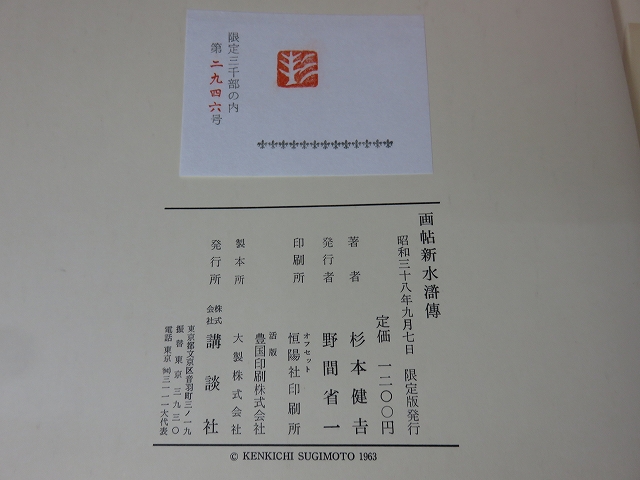 限定三千部の内
第二九四六号
画帖新水滸傳
昭和三十八年九月七日 限定版発行
定価 一二〇〇円
著者 杉本健吉
発行者 野間省一
印刷所 オフセット 恒陽社印刷所
活版 豊国印刷株式会社
製本所 大製株式会社
発行所 株式会社 講談社
東京都文京区音羽町三ノ一九
振替東京三九三〇
電話東京㈹三一一一大代表
© KENKICHI SUGIMOTO 1963